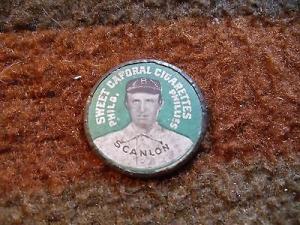 SWEET CAPORAL CIGARETTES
PHILA.
PHILLIES
SCANLON